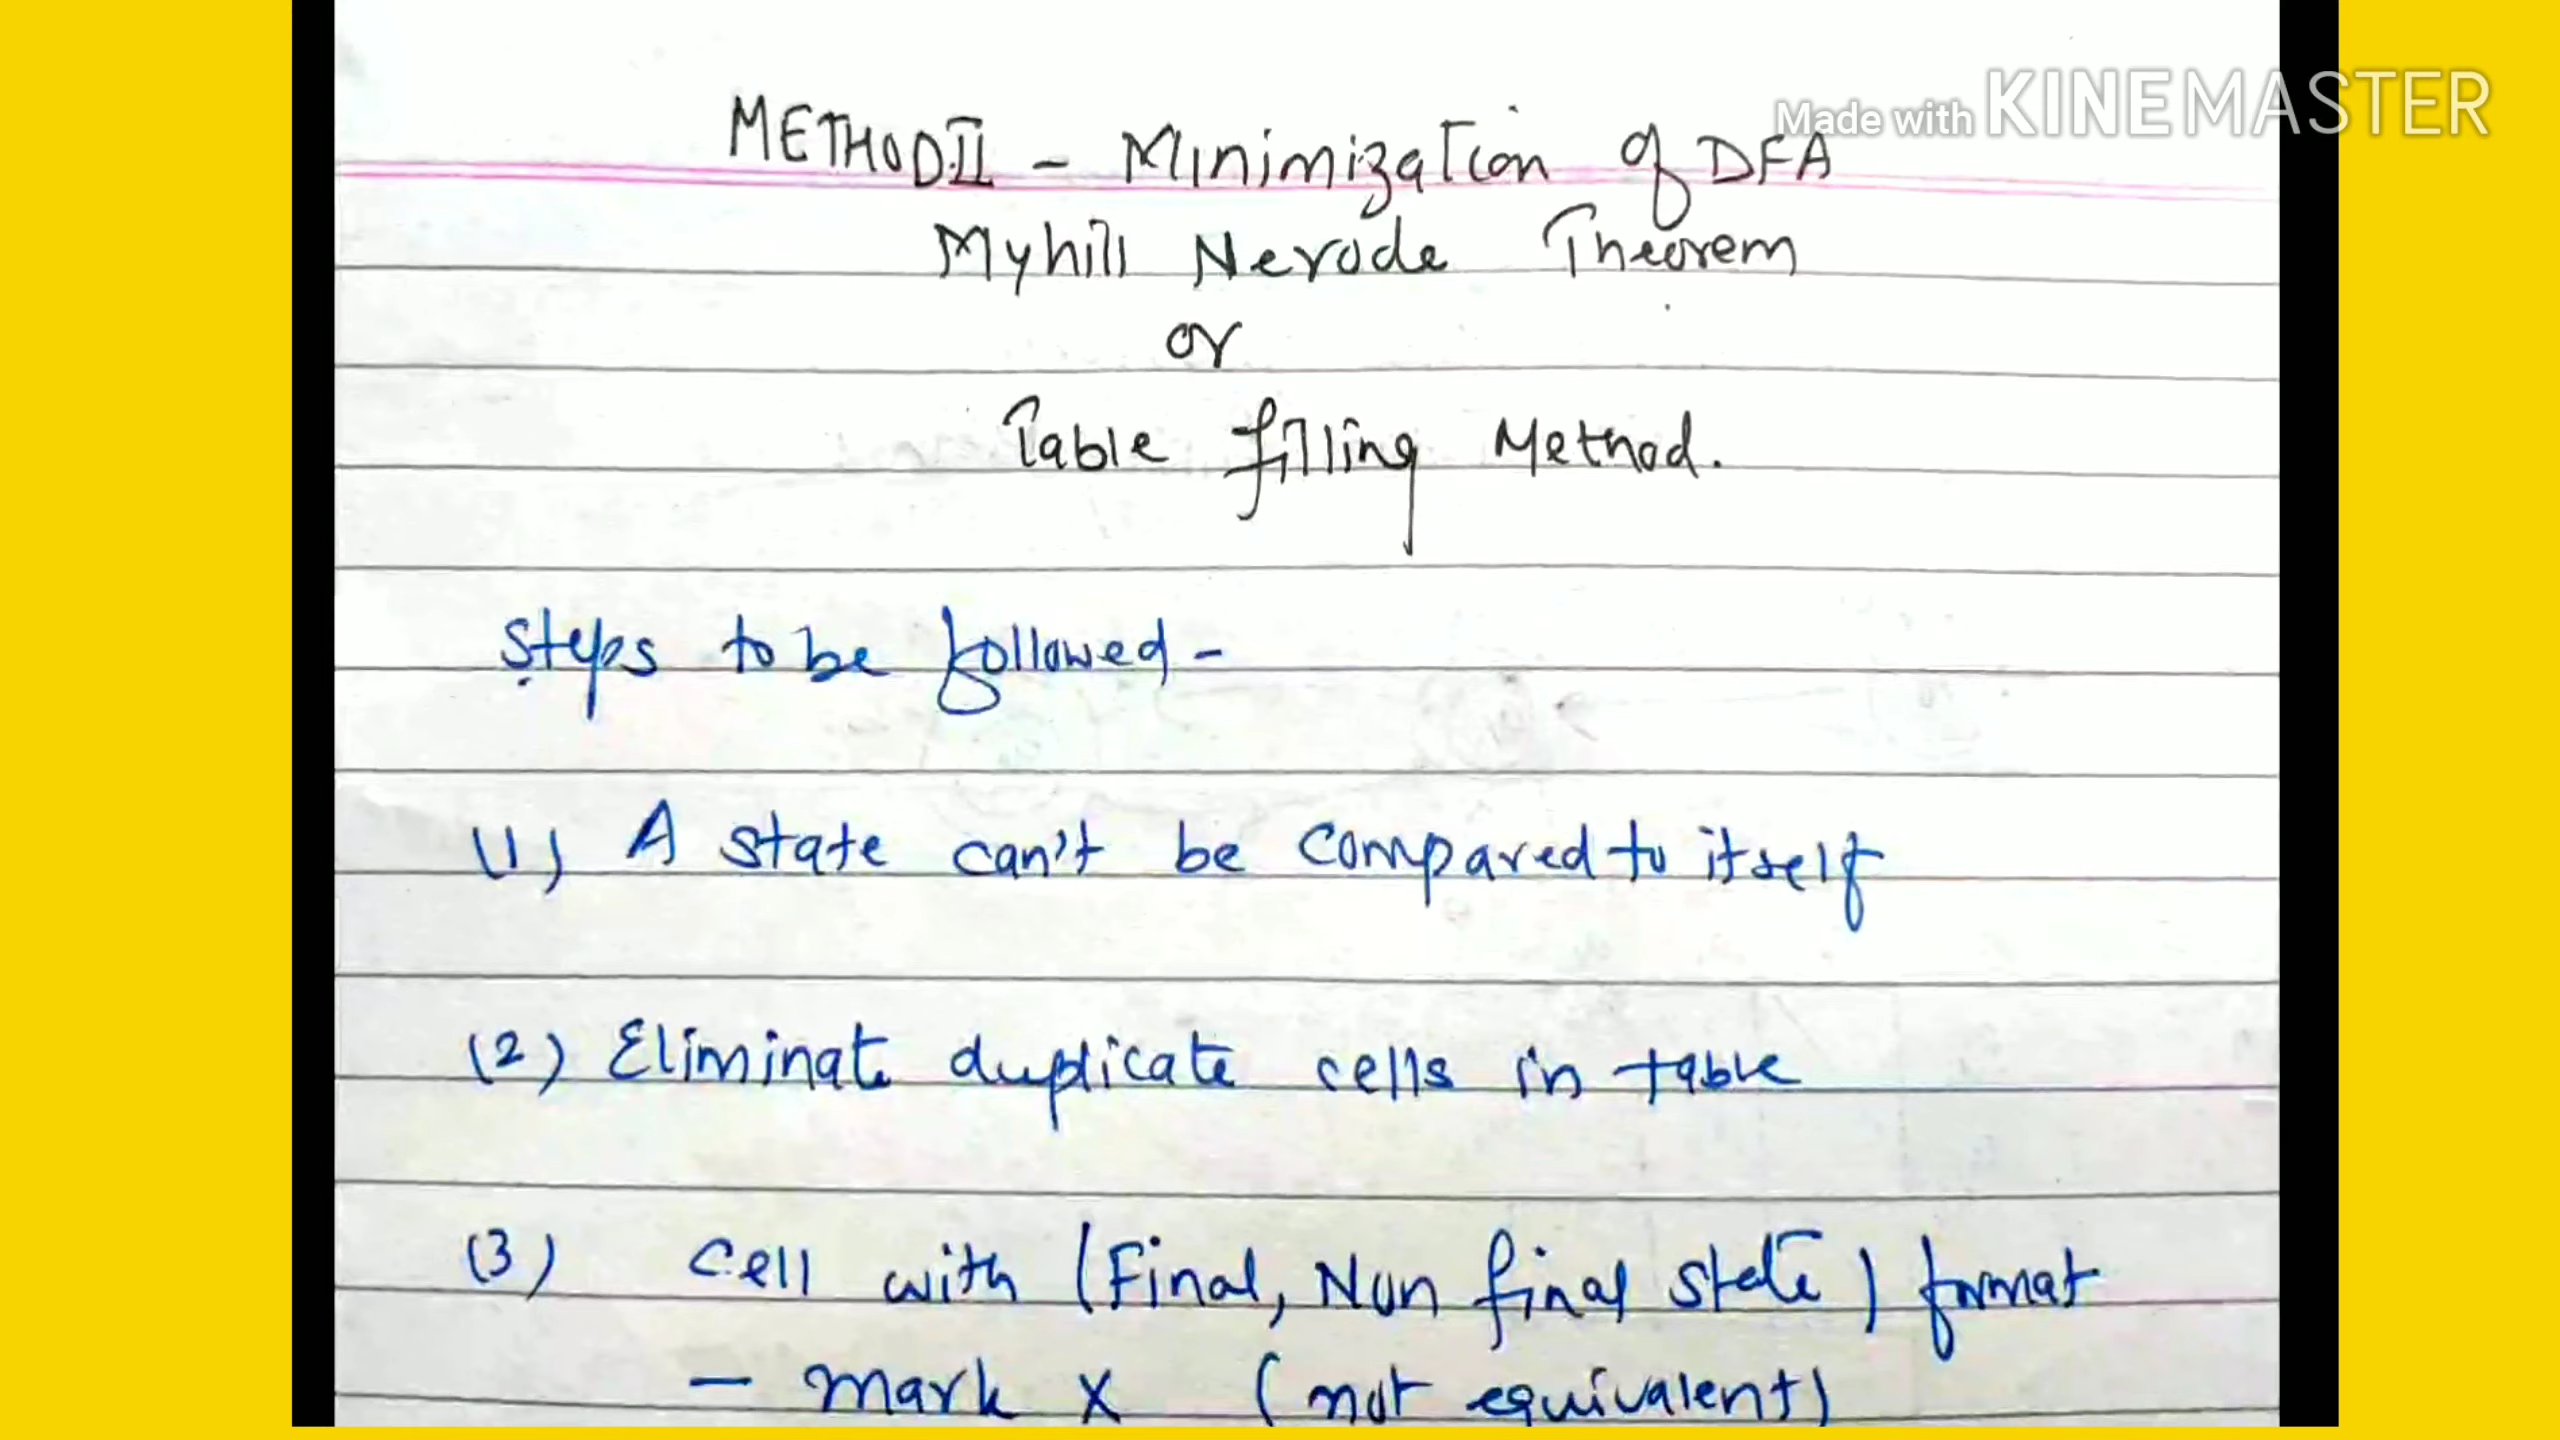 Made with KINEMASTER
METHOD II - Minimization of DFA
Myhill Nerode Theorem
or
Table filling Method.
Steps to be followed -
(1) A state can't be compared to itself
(2) Eliminate duplicate cells in table
(3) Cell with (Final, Non final state) format
- mark X (not equivalent)